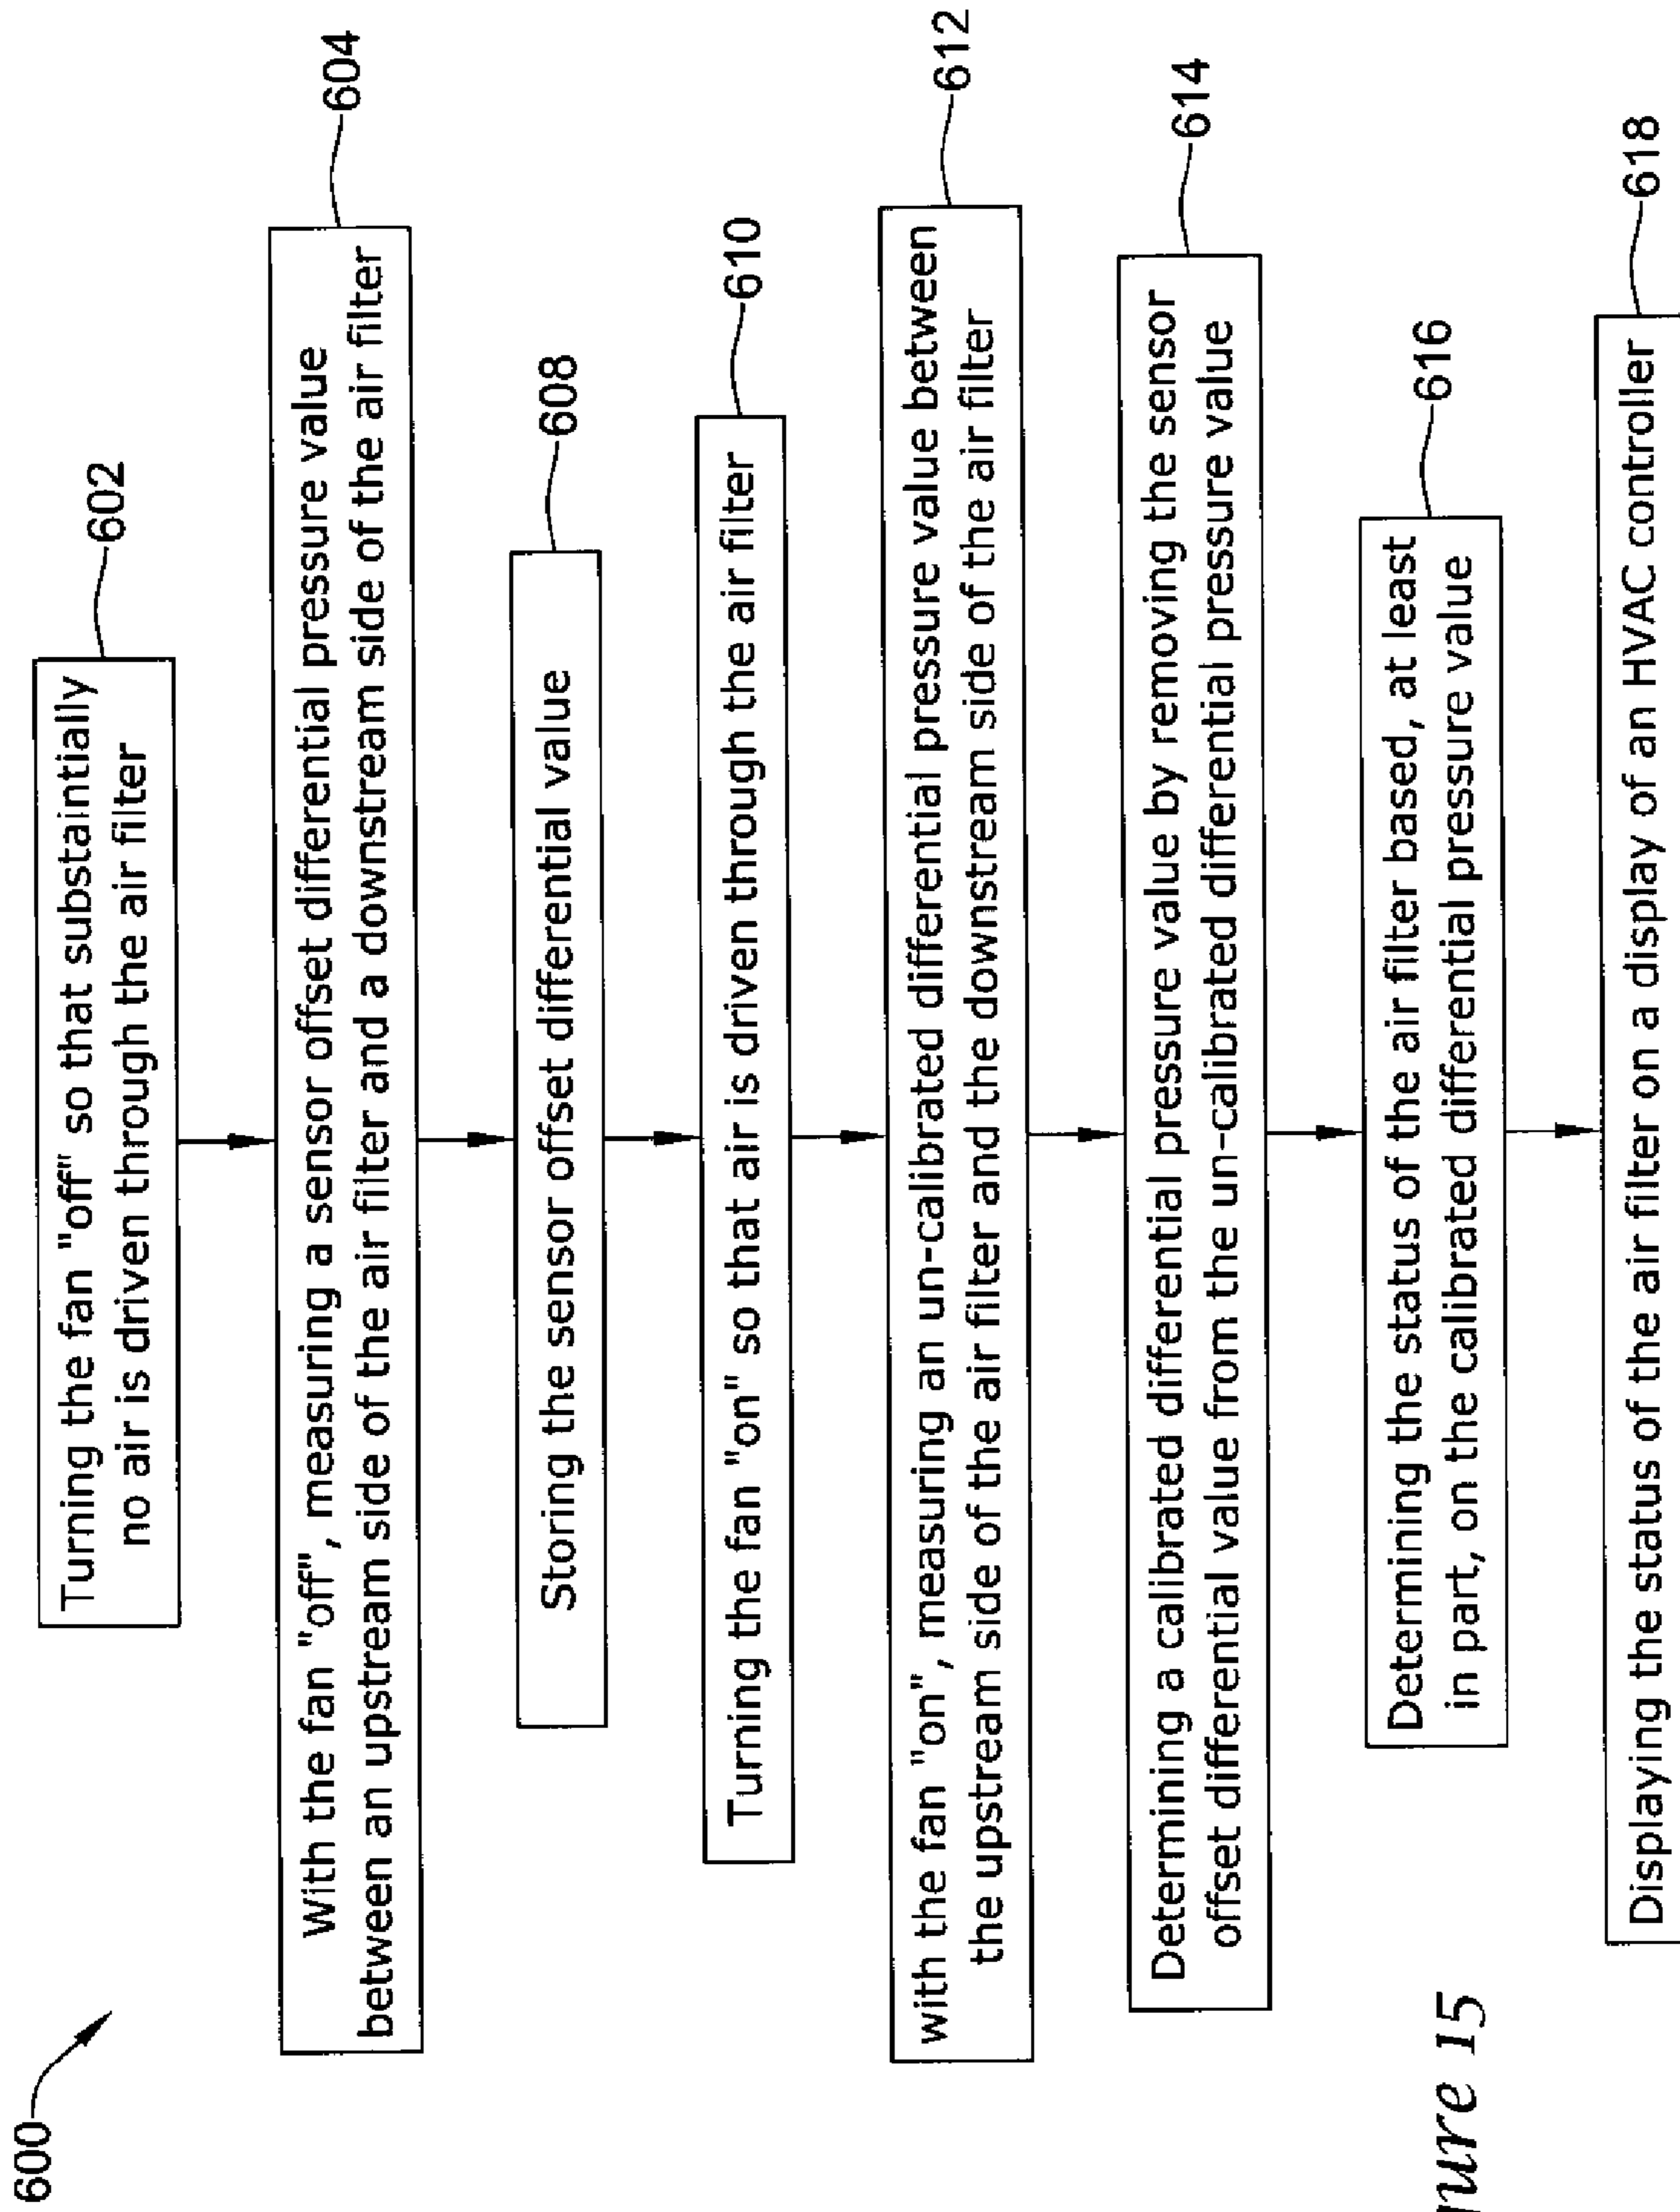 600
Turning the fan "off" so that substaintially
no air is driven through the air filter
602
With the fan "off", measuring a sensor offset differential pressure value
between an upstream side of the air filter and a downstream side of the air filter
604
Storing the sensor offset differential value
608
Turning the fan "on" so that air is driven through the air filter
610
with the fan "on", measuring an un-calibrated differential pressure value between
the upstream side of the air filter and the downstream side of the air filter
612
Determining a calibrated differential pressure value by removing the sensor
offset differential value from the un-calibrated differential pressure value
614
Determining the status of the air filter based, at least
in part, on the calibrated differential pressure value
616
Displaying the status of the air filter on a display of an HVAC controller
618
15